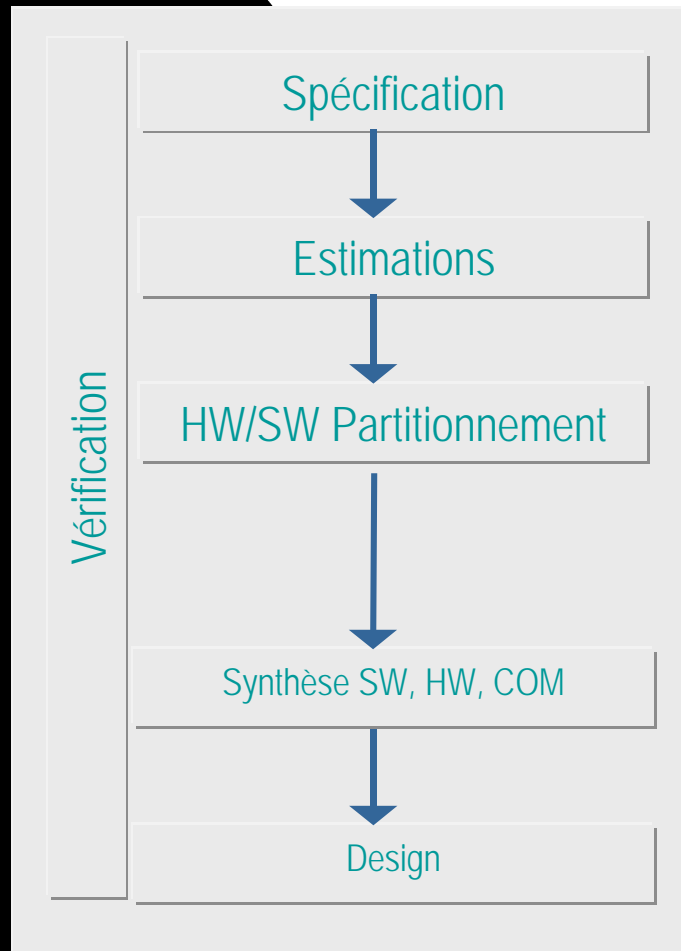 Vérification
Spécification
Estimations
HW/SW Partitionnement
Synthèse SW, HW, COM
Design